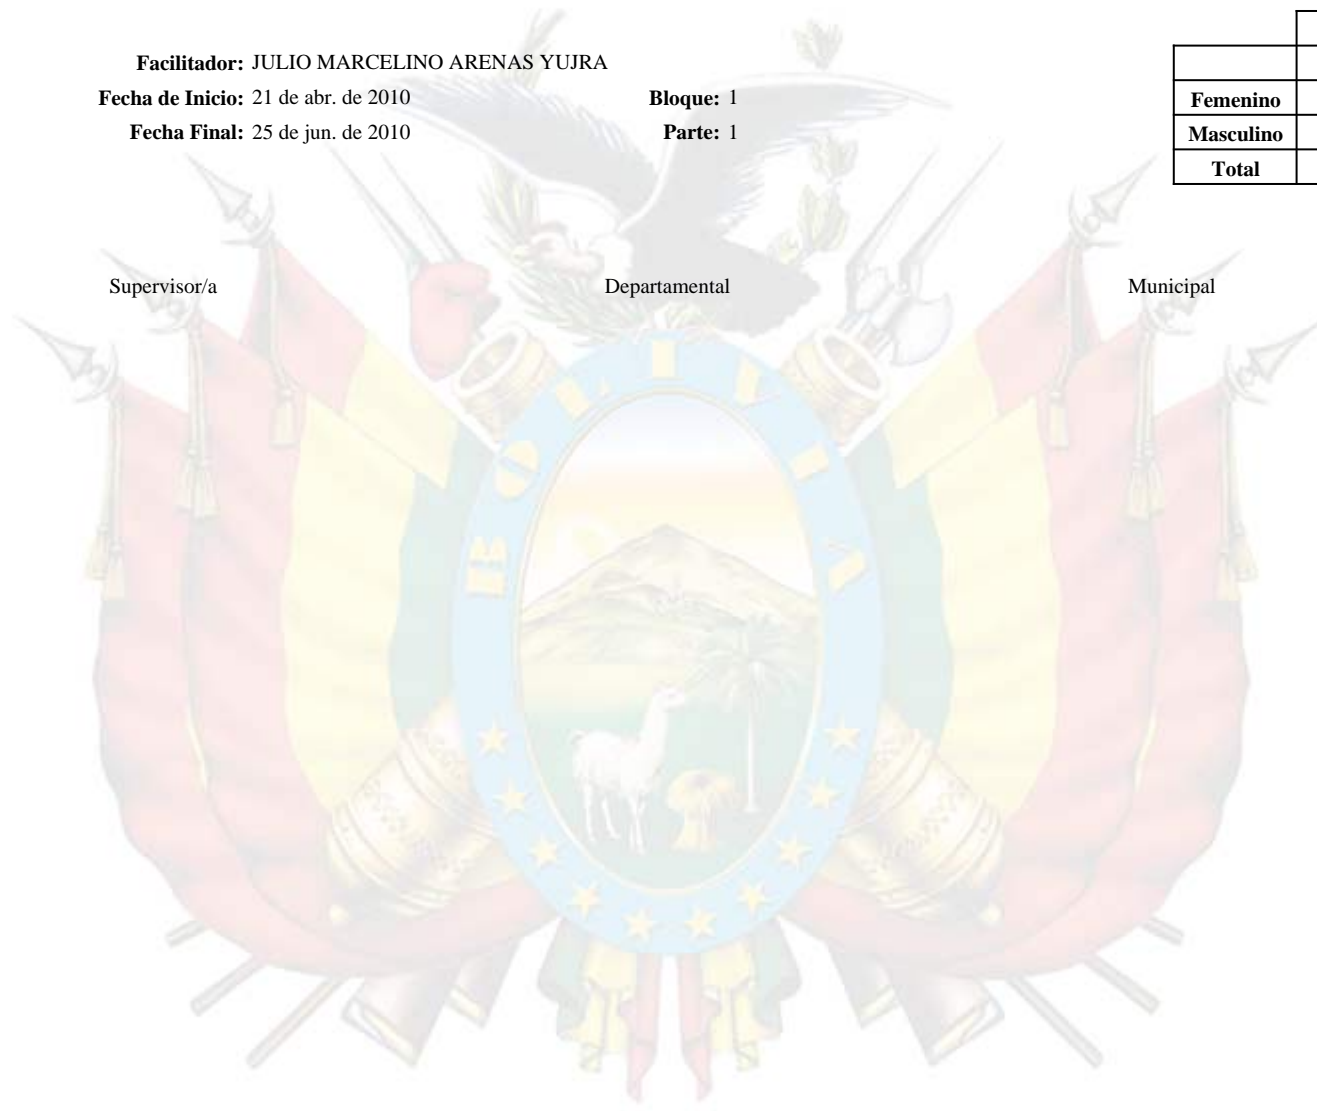 Facilitador: JULIO MARCELINO ARENAS YUJRA
Fecha de Inicio: 21 de abr. de 2010 Bloque: 1
Fecha Final: 25 de jun. de 2010 Parte: 1
Femenino
Masculino
Total
Supervisor/a Departamental Municipal
BOLIVIA